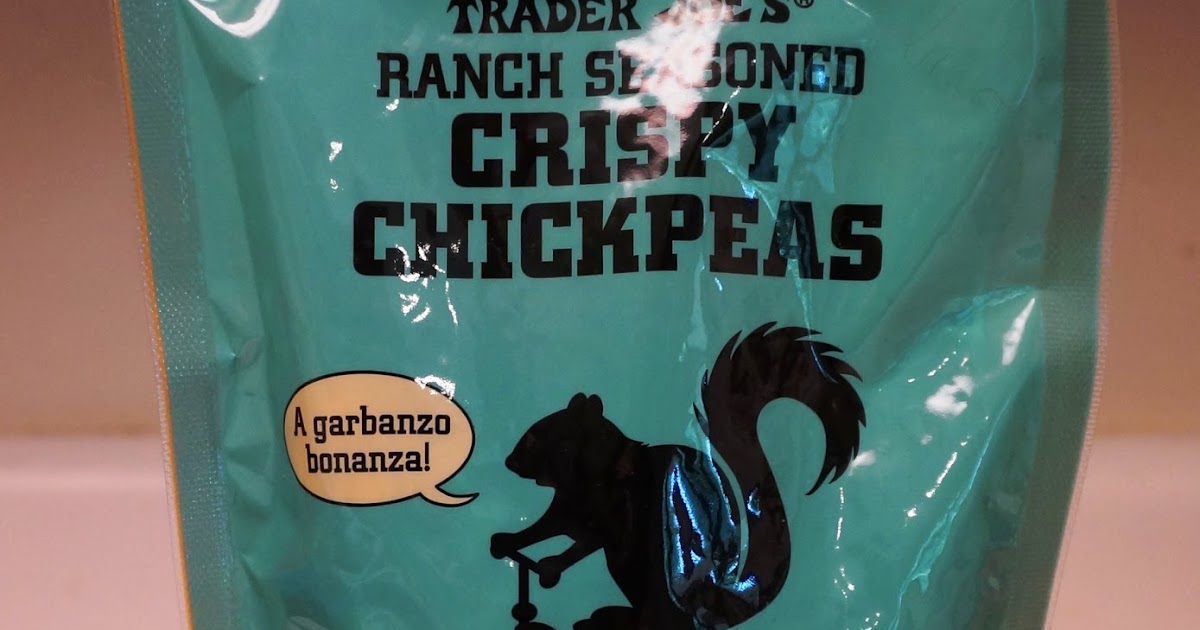 TRADER JOE'S®
RANCH SEASONED
CRISPY
CHICKPEAS
A garbanzo
bonanza!